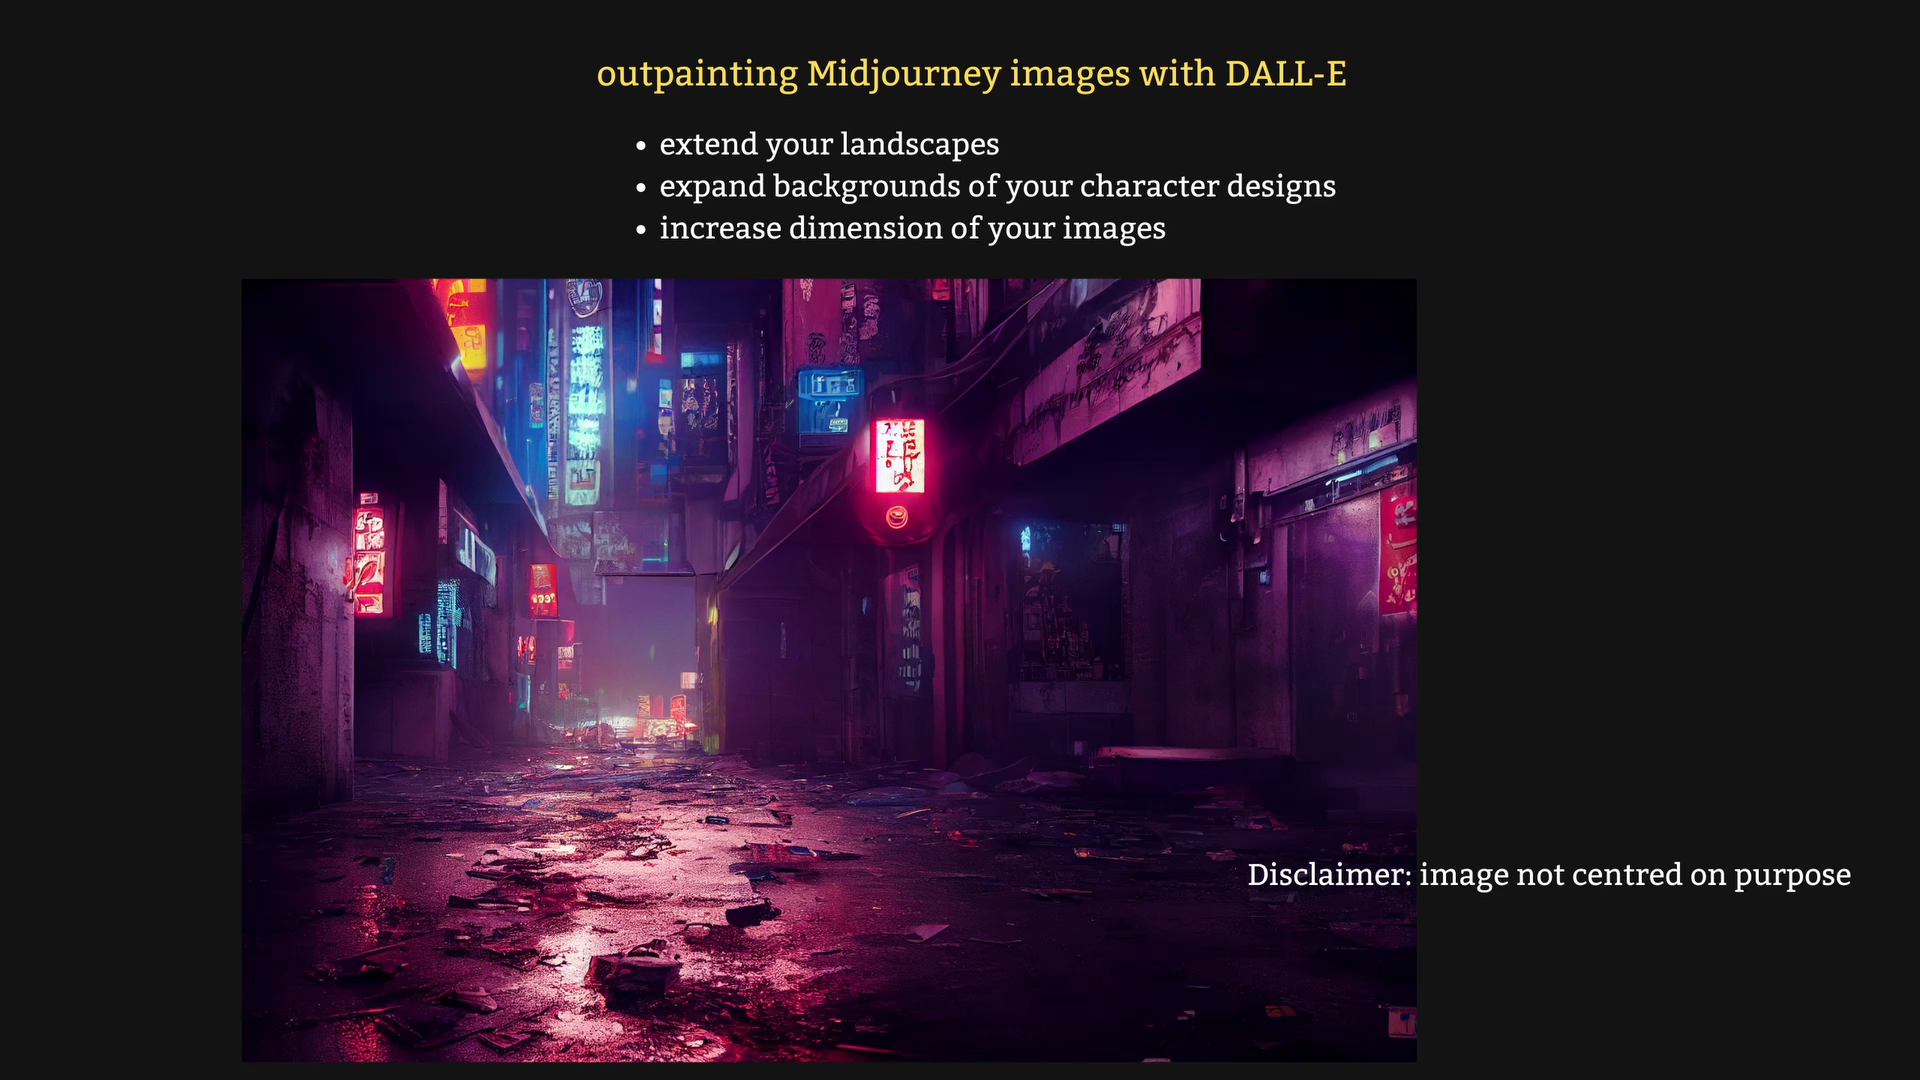 outpainting Midjourney images with DALL-E
• extend your landscapes
• expand backgrounds of your character designs
• increase dimension of your images
Disclaimer: image not centred on purpose